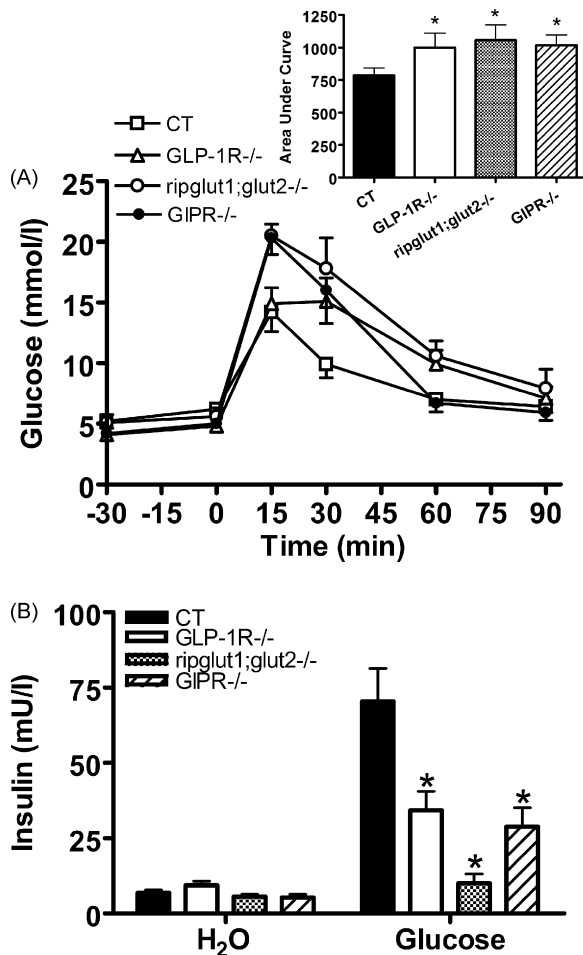 Area Under Curve
1250
1000
750
500
250
0
* * *
CT
GLP-1R-/-
ripglut1;glut2-/-
GIPR-/-
(A)
CT
GLP-1R-/-
ripglut1;glut2-/-
GIPR-/-
Glucose (mmol/l)
25
20
15
10
5
0
-30 -15 0 15 30 45 60 75 90
Time (min)
(B)
CT
GLP-1R-/-
ripglut1;glut2-/-
GIPR-/-
Insulin (mU/l)
100
75
50
25
0
* * *
H₂O Glucose